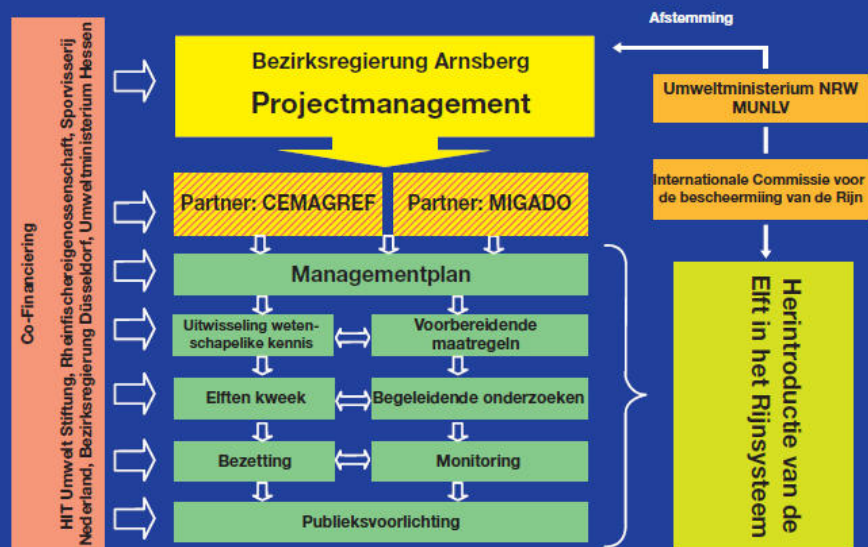 Co-Financiering
HIT Umwelt Stiftung, Rheinfischereigenossenschaft, Sporvisserij
Nederland, Bezirksregierung Düsseldorf, Umweltministerium Hessen
Bezirksregierung Arnsberg
Projectmanagement
Partner: CEMAGREF
Partner: MIGADO
Managementplan
Uitwisseling weten-
schapelike kennis
Voorbereidende
maatregeln
Elften kweek
Begeleidende onderzoeken
Bezetting
Monitoring
Publieksvoorlichting
Afstemming
Umweltministerium NRW
MUNLV
Internationale Commissie voor
de bescheermiing van de Rijn
Herintroductie van de
Elft in het Rijnsysteem